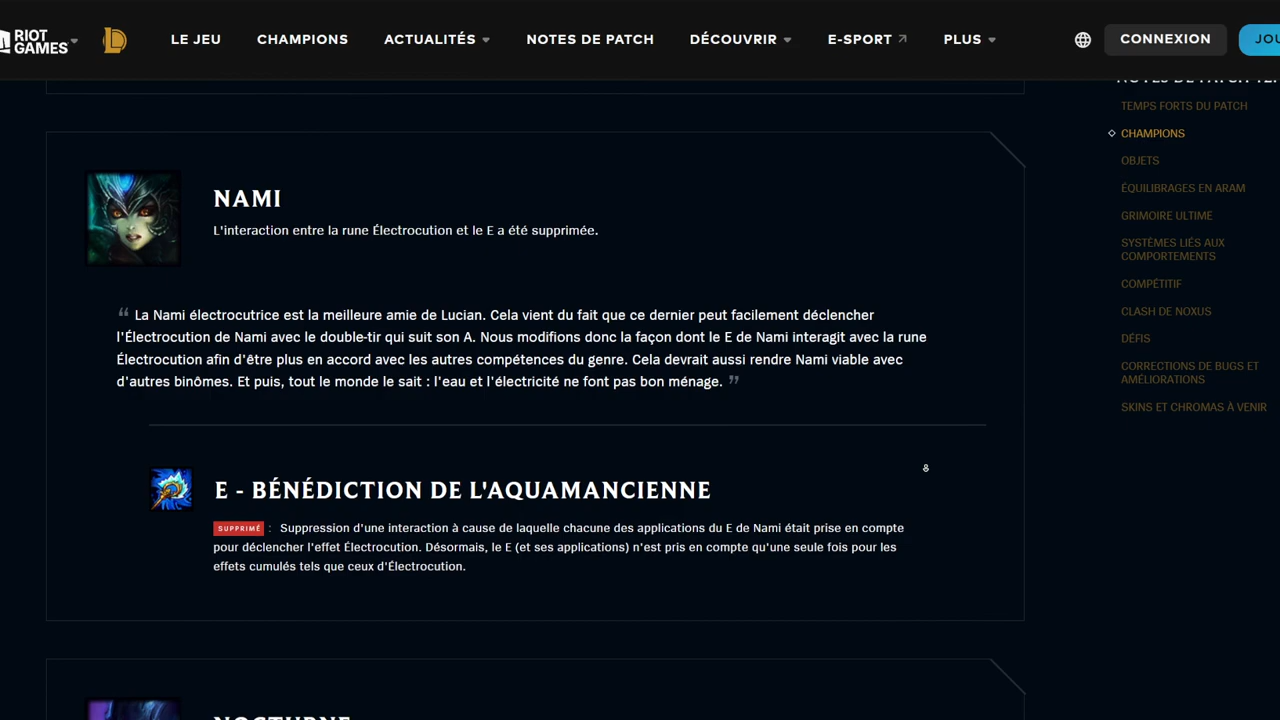 RIOT GAMES
LE JEU CHAMPIONS ACTUALITÉS NOTES DE PATCH DÉCOUVRIR E-SPORT PLUS CONNEXION
NAMI
L'interaction entre la rune Électrocution et le E a été supprimée.
“ La Nami électrocutrice est la meilleure amie de Lucian. Cela vient du fait que ce dernier peut facilement déclencher
l'Électrocution de Nami avec le double-tir qui suit son A. Nous modifions donc la façon dont le E de Nami interagit avec la rune
Électrocution afin d'être plus en accord avec les autres compétences du genre. Cela devrait aussi rendre Nami viable avec
d'autres binômes. Et puis, tout le monde le sait : l'eau et l'électricité ne font pas bon ménage. ”
E - BÉNÉDICTION DE L'AQUAMANCIENNE
SUPPRIMÉ : Suppression d'une interaction à cause de laquelle chacune des applications du E de Nami était prise en compte
pour déclencher l'effet Électrocution. Désormais, le E (et ses applications) n'est pris en compte qu'une seule fois pour les
effets cumulés tels que ceux d'Électrocution.
NOCTURNE
NOTES DE PATCH
TEMPS FORTS DU PATCH
CHAMPIONS
OBJETS
ÉQUILIBRAGES EN ARAM
GRIMOIRE ULTIME
SYSTÈMES LIÉS AUX
COMPORTEMENTS
COMPÉTITIF
CLASH DE NOXUS
DÉFIS
CORRECTIONS DE BUGS ET
AMÉLIORATIONS
SKINS ET CHROMAS À VENIR